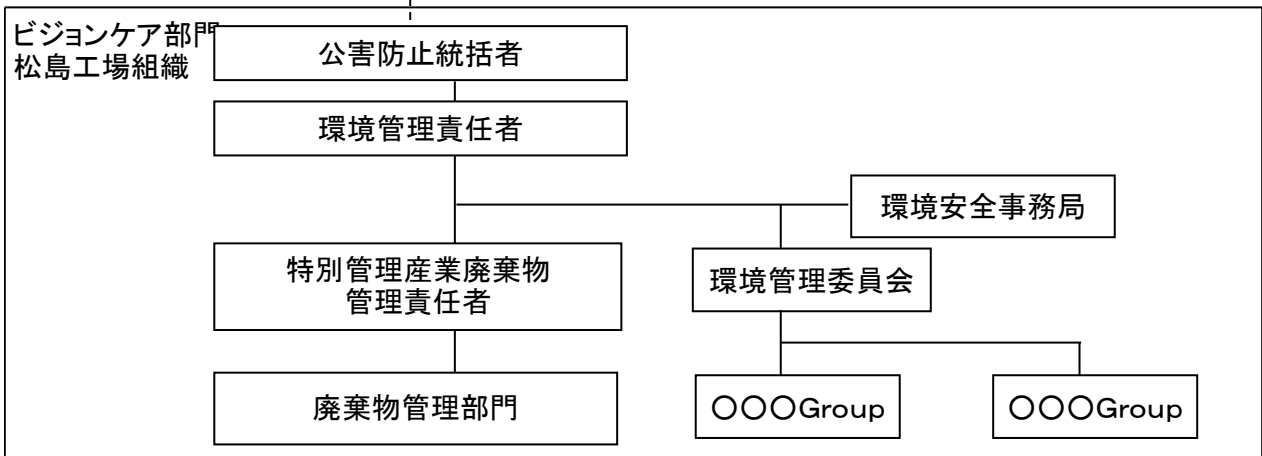 ビジョンケア部門
松島工場組織
公害防止統括者
環境管理責任者
環境安全事務局
特別管理産業廃棄物
管理責任者
環境管理委員会
廃棄物管理部門
〇〇〇Group
〇〇〇Group